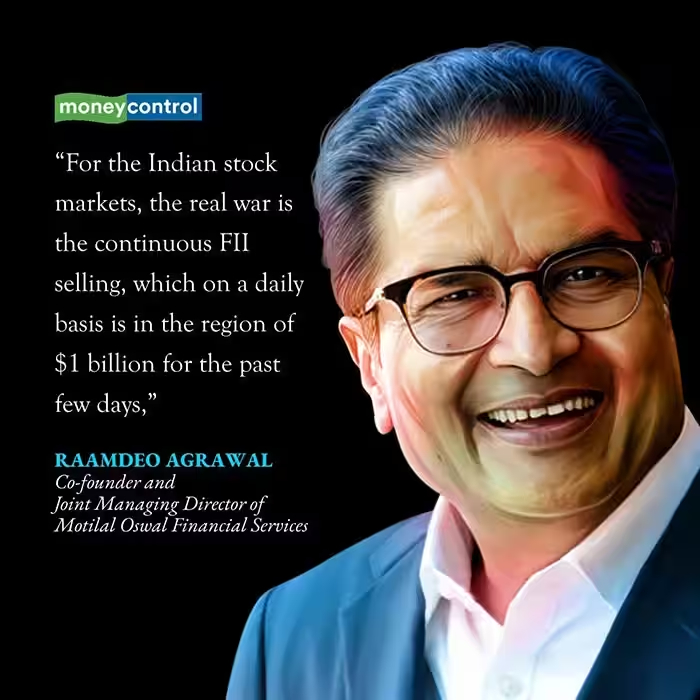 moneycontrol
“For the Indian stock
markets, the real war is
the continuous FII
selling, which on a daily
basis is in the region of
$1 billion for the past
few days,”
RAAMDEO AGRAWAL
Co-founder and
Joint Managing Director of
Motilal Oswal Financial Services